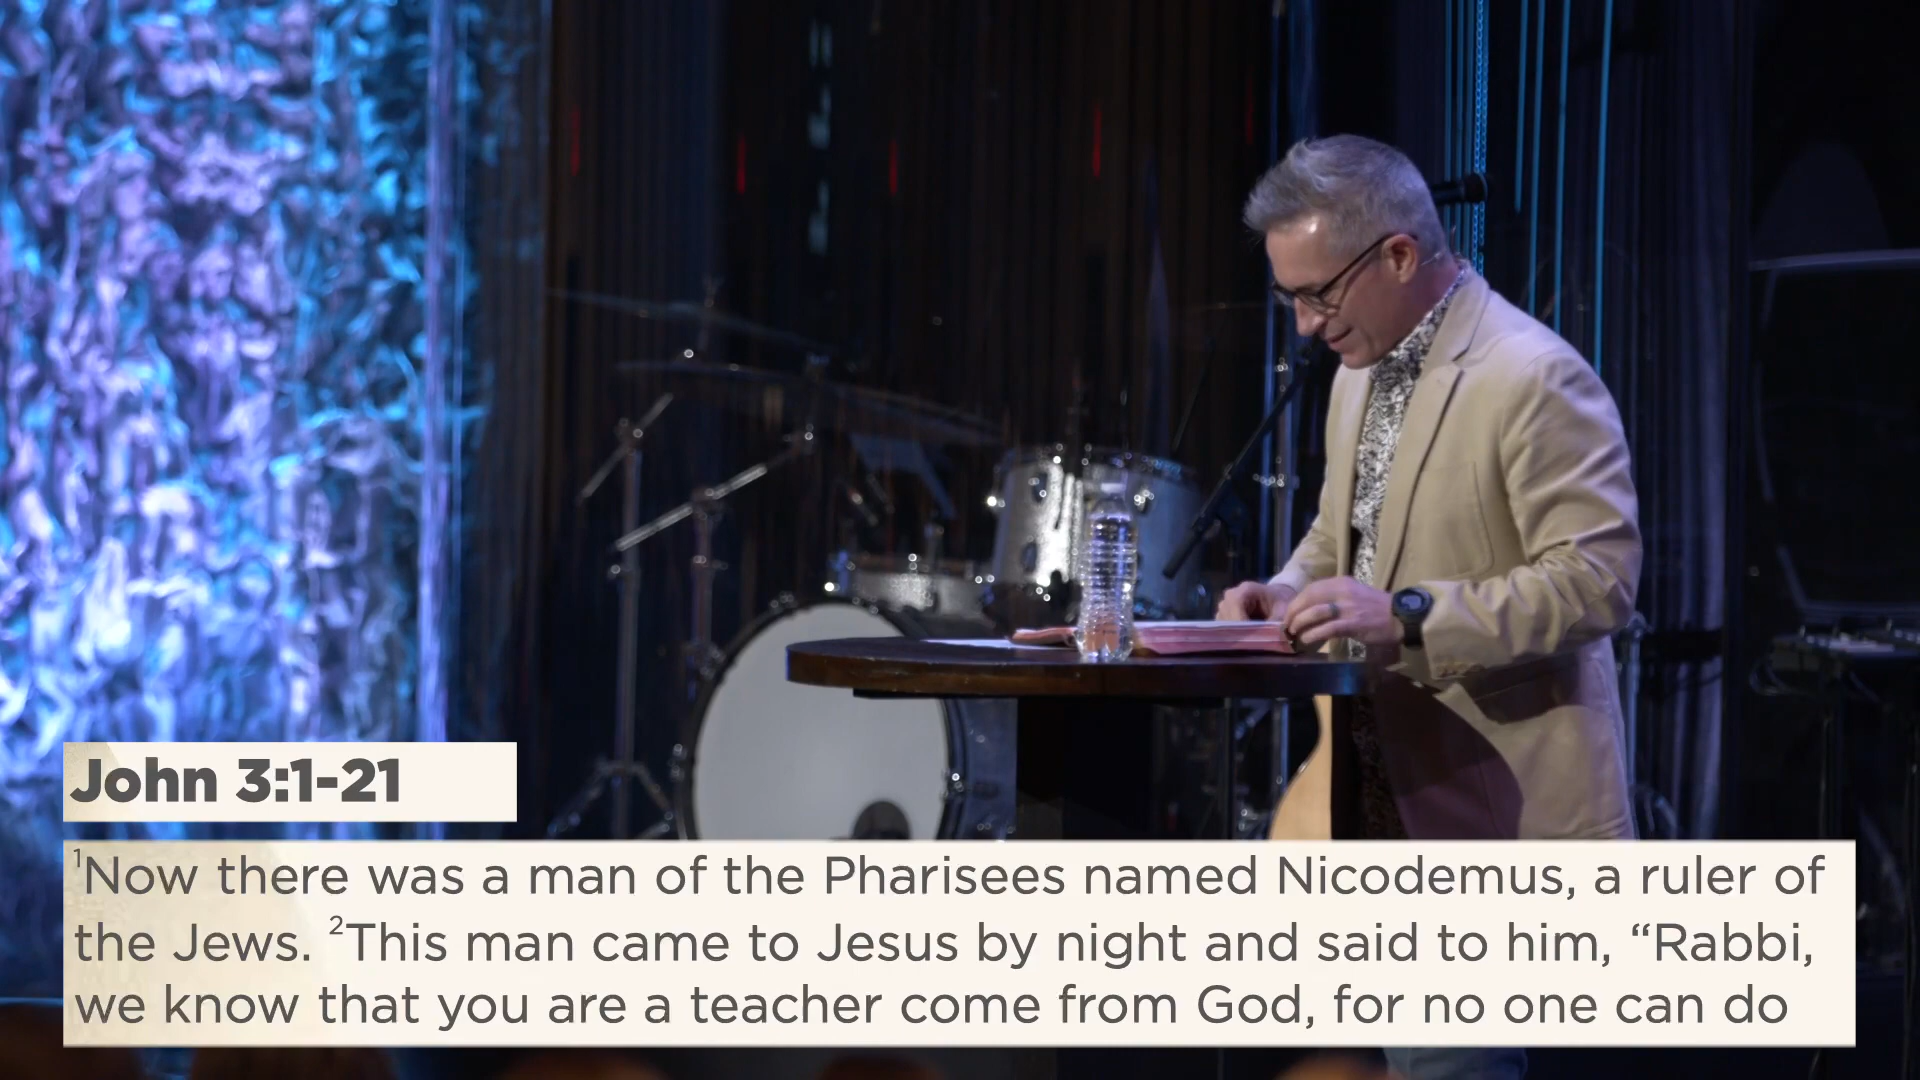 John 3:1-21
¹Now there was a man of the Pharisees named Nicodemus, a ruler of
the Jews. ²This man came to Jesus by night and said to him, “Rabbi,
we know that you are a teacher come from God, for no one can do